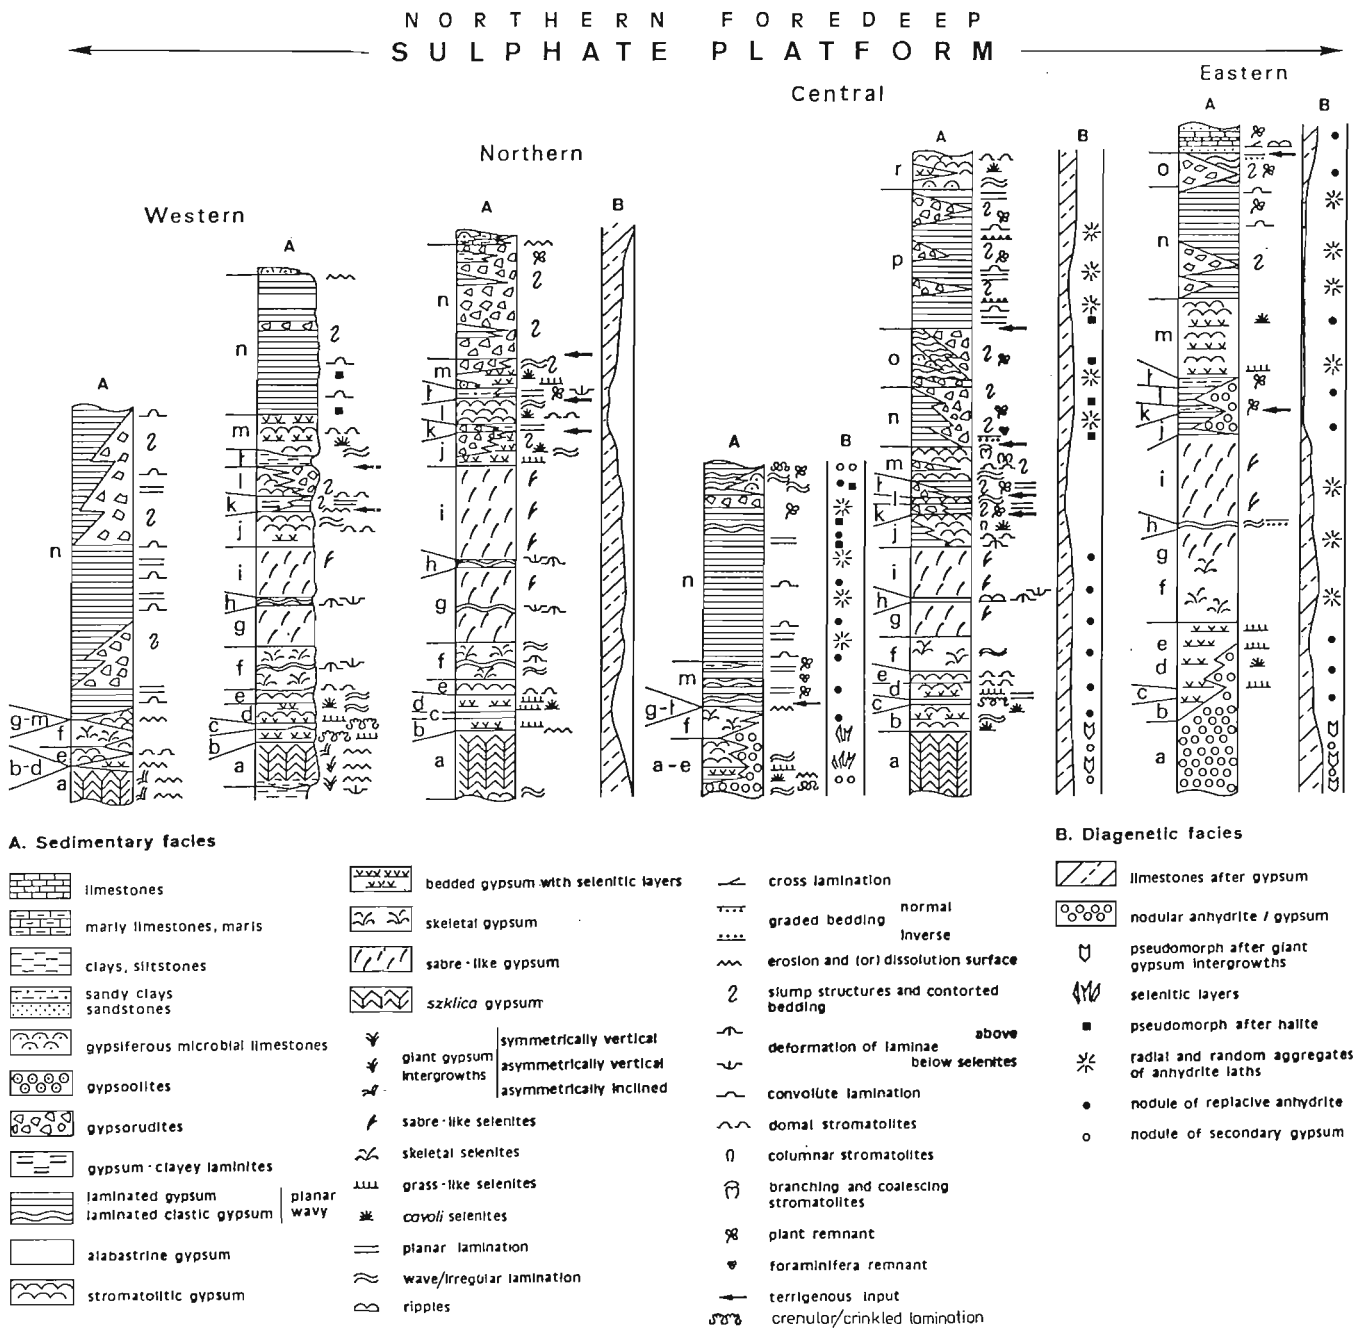 NORTHERN FOREDEEP
SULPHATE PLATFORM
Eastern
Central
Northern
Western
A
A
A B
A B
A B
A B
n
g-m
f
e
b-d
a
n
m
ł
l
k
j
i
h
g
f
e
d
c
b
a
n
m
ł
l
k
j
i
h
g
f
e
d
c
b
a
n
m
g-ł
f
a-e
r
p
o
n
m
ł
l
k
j
i
h
g
f
e
d
c
b
a
o
n
m
ł
l
k
j
i
h
g
f
e
d
c
b
a
A. Sedimentary facies
limestones
marly limestones, marls
clays, siltstones
sandy clays
sandstones
gypsiferous microbial limestones
gypsoolites
gypsorudites
gypsum-clayey laminites
laminated gypsum planar
laminated clastic gypsum wavy
alabastrine gypsum
stromatolitic gypsum
bedded gypsum with selenitic layers
skeletal gypsum
sabre-like gypsum
szklica gypsum
giant gypsum intergrowths
symmetrically vertical
asymmetrically vertical
asymmetrically inclined
sabre-like selenites
skeletal selenites
grass-like selenites
cavoli selenites
planar lamination
wave/irregular lamination
ripples
cross lamination
graded bedding
normal
inverse
erosion and (or) dissolution surface
slump structures and contorted
bedding
deformation of laminae
above
below selenites
convolute lamination
domal stromatolites
columnar stromatolites
branching and coalescing
stromatolites
plant remnant
foraminifera remnant
terrigenous input
crenular/crinkled lamination
B. Diagenetic facies
limestones after gypsum
nodular anhydrite / gypsum
pseudomorph after giant
gypsum intergrowths
selenitic layers
pseudomorph after halite
radial and random aggregates
of anhydrite laths
nodule of replacive anhydrite
nodule of secondary gypsum